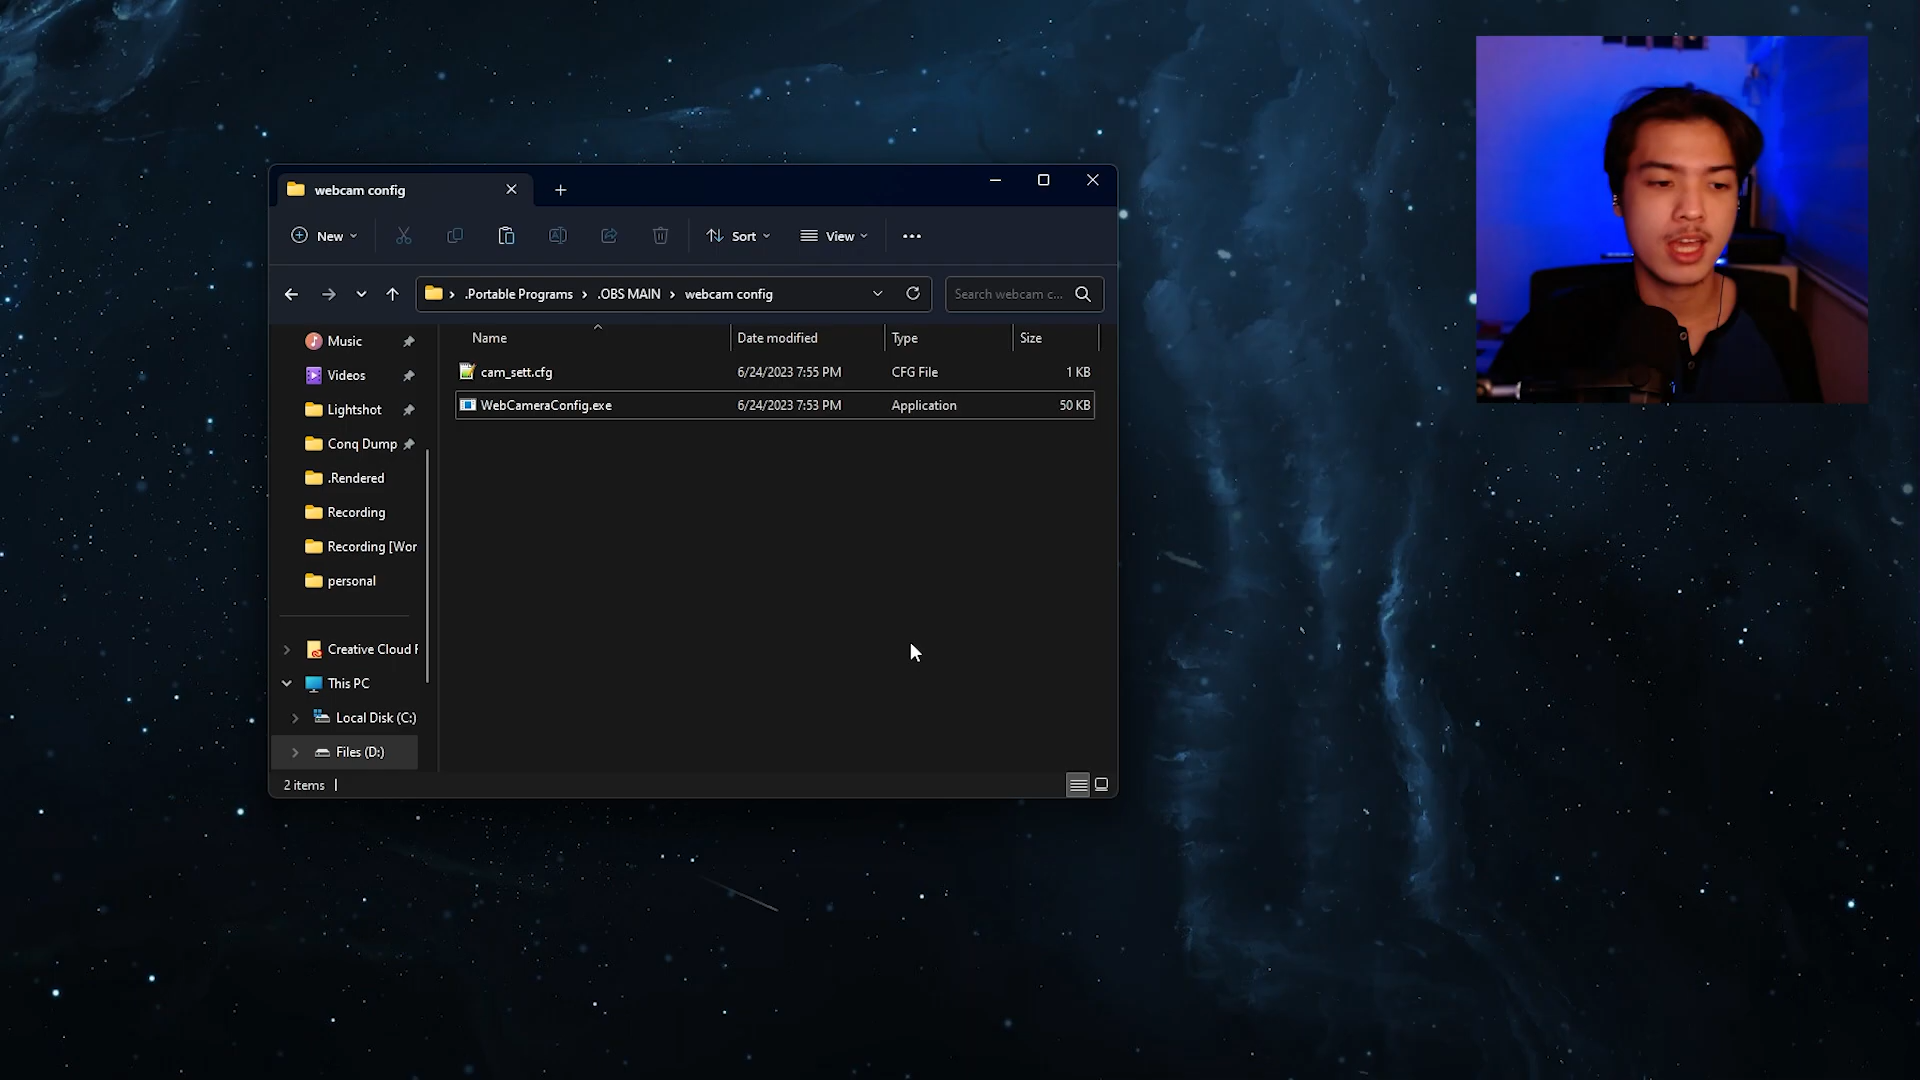 webcam config
New
Sort
View
.Portable Programs
.OBS MAIN
webcam config
Search webcam c...
Music
Videos
Lightshot
Conq Dump
.Rendered
Recording
Recording [Wor
personal
Creative Cloud F
This PC
Local Disk (C:)
Files (D:)
Name Date modified Type Size
cam_sett.cfg 6/24/2023 7:55 PM CFG File 1 KB
WebCameraConfig.exe 6/24/2023 7:53 PM Application 50 KB
2 items